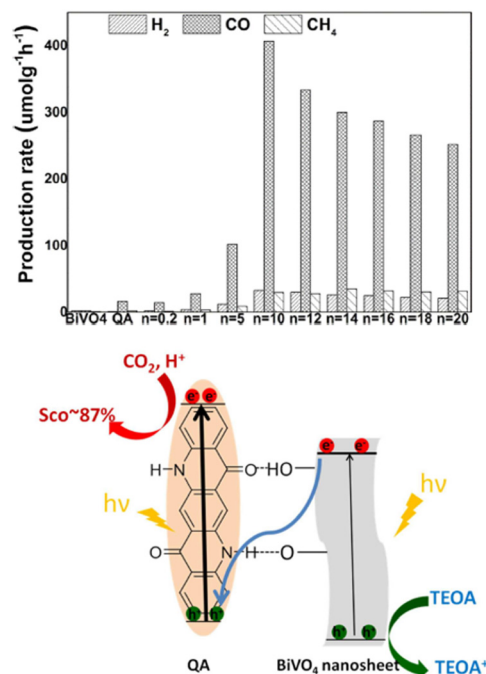 H2 CO CH4
Production rate (umolg-1h-1)
400
300
200
100
0
BiVO4 QA n=0.2 n=1 n=5 n=10 n=12 n=14 n=16 n=18 n=20
CO2, H+
e- e-
Sco~87%
e- e-
H-N
O---HO
hν
hν
O
N-H---O
h+ h+
h+ h+
TEOA
QA
BiVO4 nanosheet
TEOA+